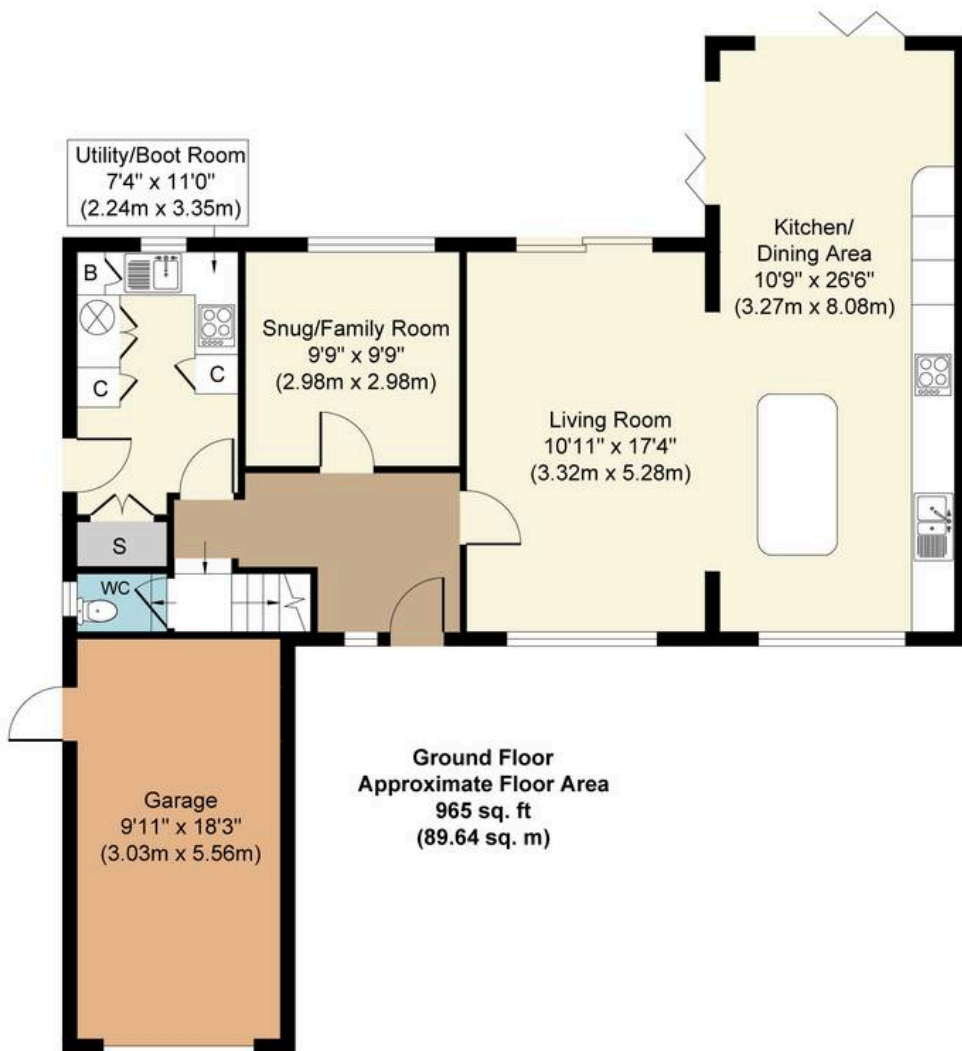 Utility/Boot Room
7'4" x 11'0"
(2.24m x 3.35m)
B
C
C
S
WC
Snug/Family Room
9'9" x 9'9"
(2.98m x 2.98m)
Living Room
10'11" x 17'4"
(3.32m x 5.28m)
Kitchen/
Dining Area
10'9" x 26'6"
(3.27m x 8.08m)
Garage
9'11" x 18'3"
(3.03m x 5.56m)
Ground Floor
Approximate Floor Area
965 sq. ft
(89.64 sq. m)